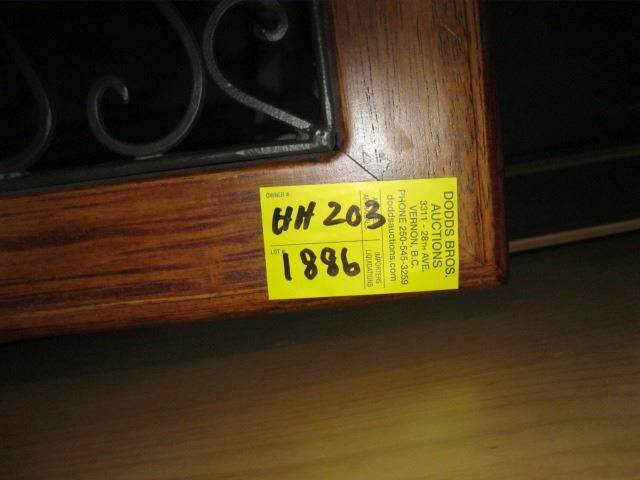 OWNER #
HH 203
LOT #
1886
IMPORTERS
LIQUIDATIONS
DODDS BROS.
AUCTIONS
3311 - 28TH AVE.
VERNON, B.C.
PHONE 250-545-3259
doddsauctions.com